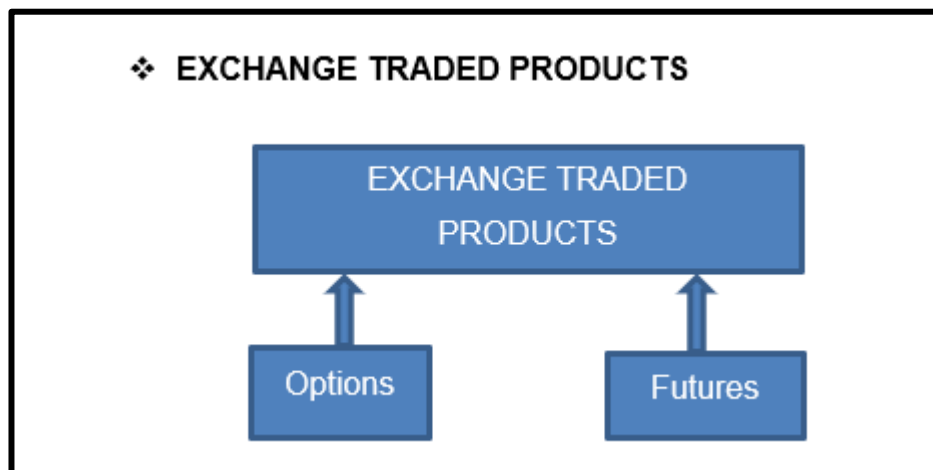 ❖ EXCHANGE TRADED PRODUCTS
EXCHANGE TRADED
PRODUCTS
Options
Futures